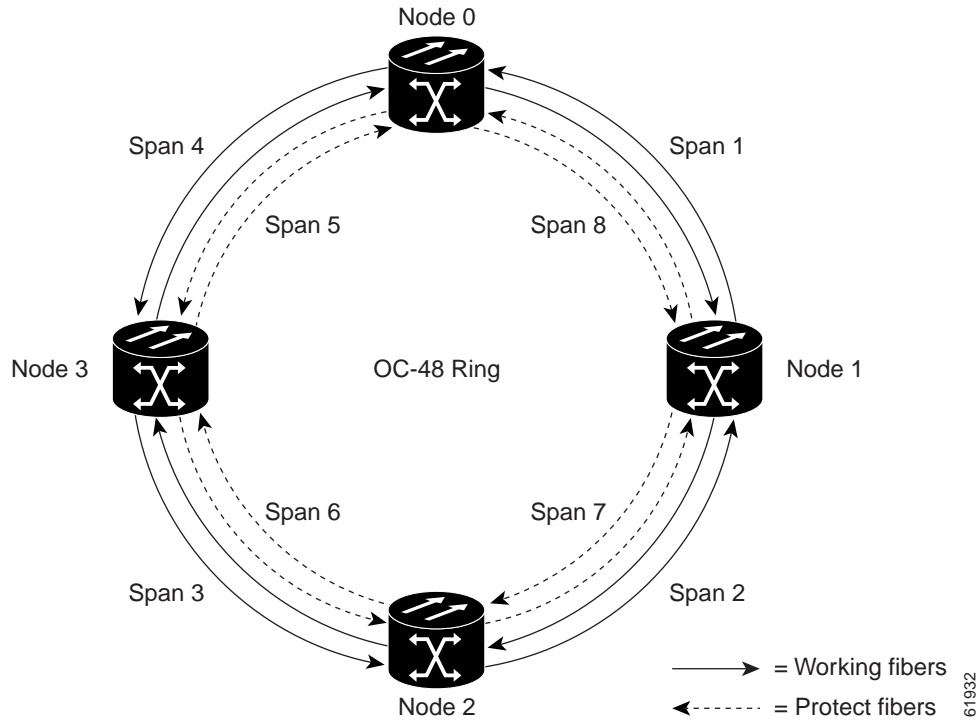 Node 0
Span 4
Span 1
Span 5
Span 8
Node 3
OC-48 Ring
Node 1
Span 6
Span 7
Span 3
Span 2
Node 2
= Working fibers
= Protect fibers
61932